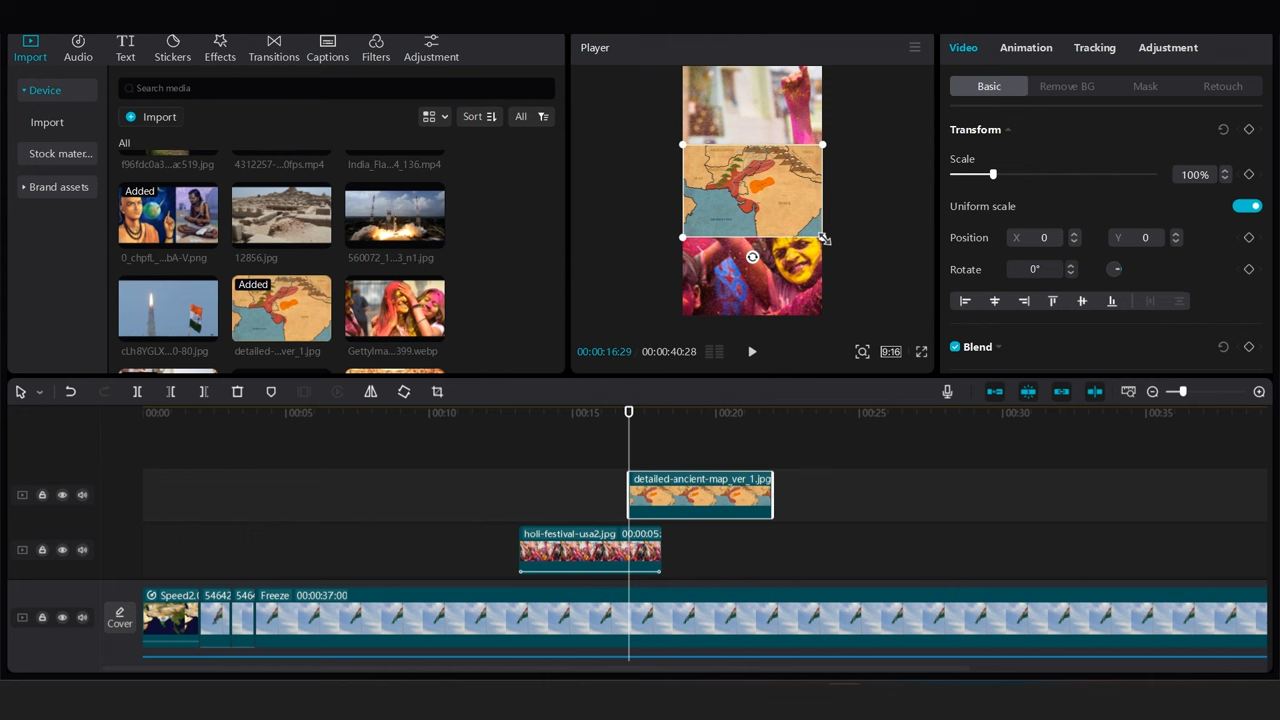 Import Audio Text Stickers Effects Transitions Captions Filters Adjustment
Device
Import
Stock mater...
Brand assets
Search media
Import
Sort
All
All
f96fdc0a3...ac519.jpg 4312257-...0fps.mp4 India_Fla...4_136.mp4
Added
0_chpfL_...bA-V.png 12856.jpg 560072_1...3_n1.jpg
Added
cLh8YGLX...0-80.jpg detailed-...ver_1.jpg GettyIma...399.webp
Player
00:00:16:29 00:00:40:28
9:16
Video Animation Tracking Adjustment
Basic Remove BG Mask Retouch
Transform
Scale
100%
Uniform scale
Position X 0 Y 0
Rotate 0°
Blend
00:00 00:05 00:10 00:15 00:20 00:25 00:30 00:35
detailed-ancient-map_ver 1.jpg
holi-festival-usa2.jpg 00:00:05:
Cover
Speed2.0 54642 5464 Freeze 00:00:37:00